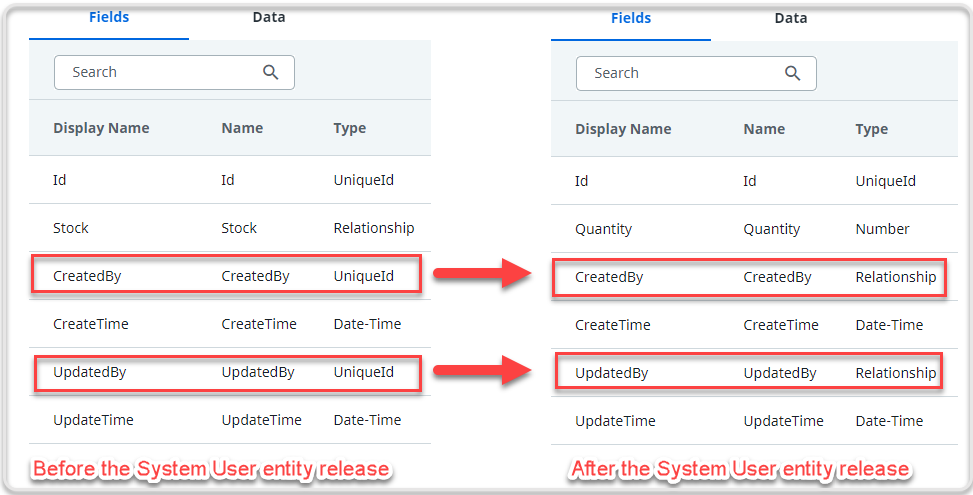 Fields Data
Search
Display Name Name Type
Id Id UniqueId
Stock Stock Relationship
CreatedBy CreatedBy UniqueId
CreateTime CreateTime Date-Time
UpdatedBy UpdatedBy UniqueId
UpdateTime UpdateTime Date-Time
Before the System User entity release
Fields Data
Search
Display Name Name Type
Id Id UniqueId
Quantity Quantity Number
CreatedBy CreatedBy Relationship
CreateTime CreateTime Date-Time
UpdatedBy UpdatedBy Relationship
UpdateTime UpdateTime Date-Time
After the System User entity release